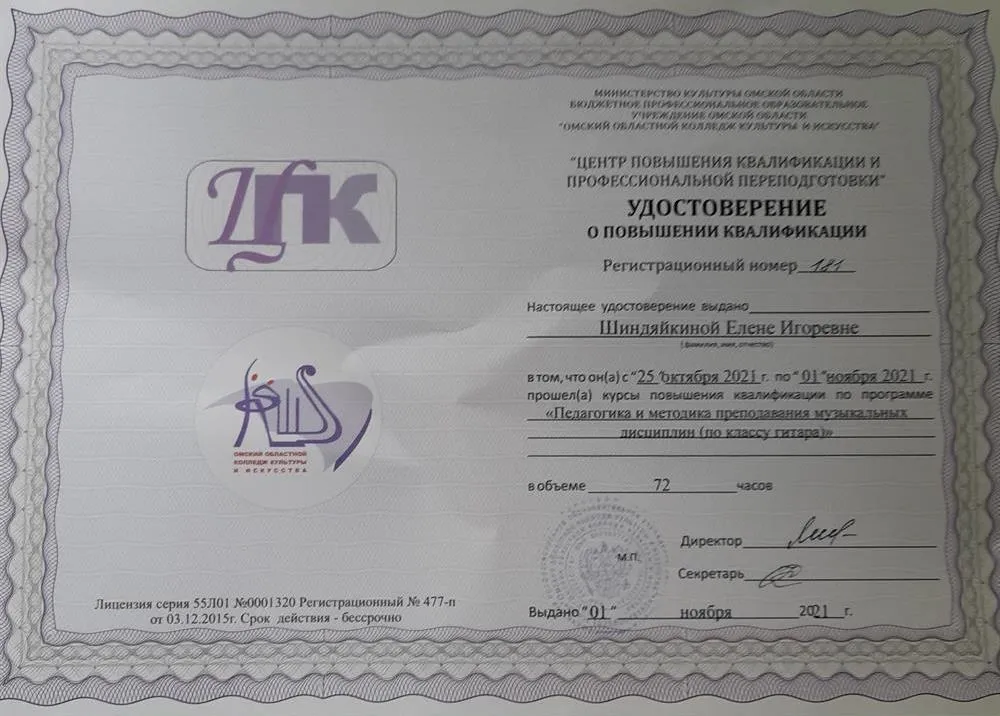 ЦПК
ОМСКИЙ ОБЛАСТНОЙ
КОЛЛЕДЖ КУЛЬТУРЫ
И ИСКУССТВА
Лицензия серия 55Л01 №0001320 Регистрационный № 477-п
от 03.12.2015г. Срок действия - бессрочно
МИНИСТЕРСТВО КУЛЬТУРЫ ОМСКОЙ ОБЛАСТИ
БЮДЖЕТНОЕ ПРОФЕССИОНАЛЬНОЕ ОБРАЗОВАТЕЛЬНОЕ
УЧРЕЖДЕНИЕ ОМСКОЙ ОБЛАСТИ
"ОМСКИЙ ОБЛАСТНОЙ КОЛЛЕДЖ КУЛЬТУРЫ И ИСКУССТВА"
"ЦЕНТР ПОВЫШЕНИЯ КВАЛИФИКАЦИИ И
ПРОФЕССИОНАЛЬНОЙ ПЕРЕПОДГОТОВКИ"
УДОСТОВЕРЕНИЕ
О ПОВЫШЕНИИ КВАЛИФИКАЦИИ
Регистрационный номер 181
Настоящее удостоверение выдано
Шиндяйкиной Елене Игоревне
(фамилия, имя, отчество)
в том, что он(а) с "25 "октября 2021 г. по " 01 "ноября 2021 г.
прошел(а) курсы повышения квалификации по программе
«Педагогика и методика преподавания музыкальных
дисциплин (по классу гитара)»
в объеме 72 часов
Директор
М.П.
Секретарь
Выдано "01" ноября 2021 г.